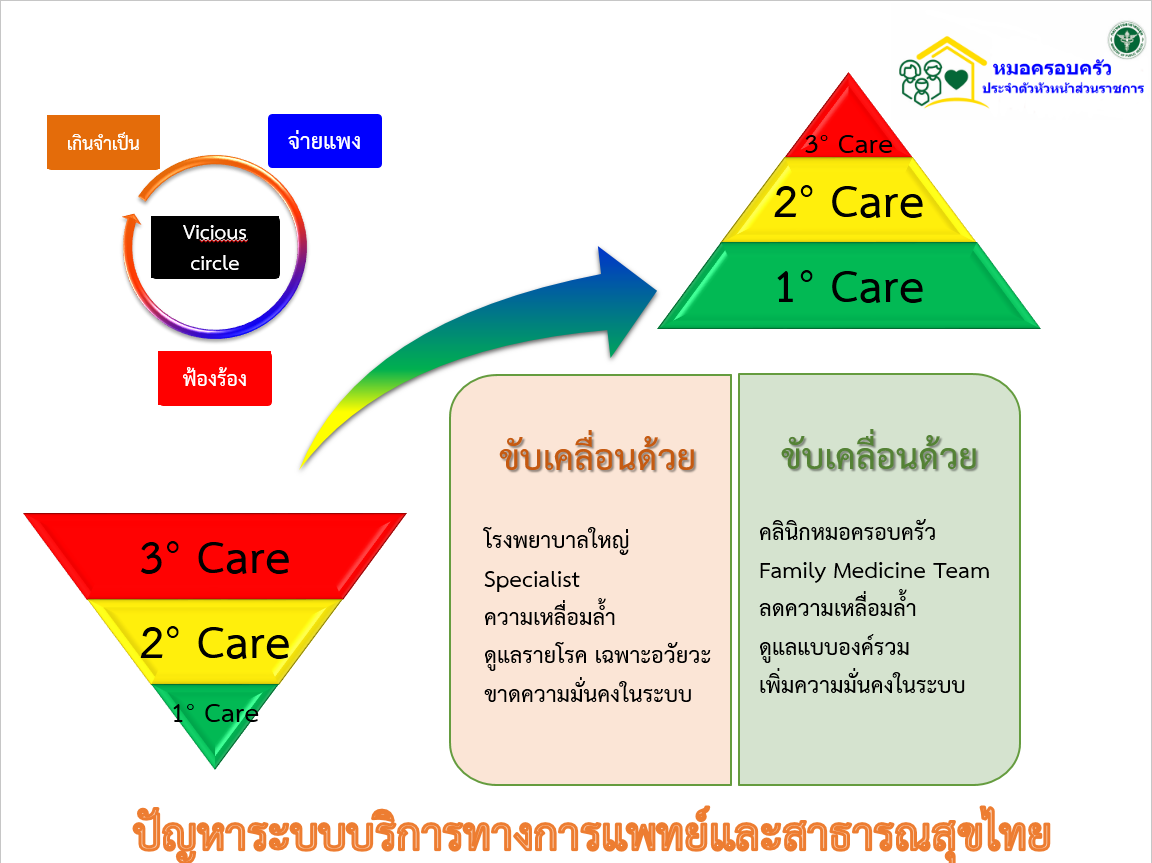 หมอครอบครัว
ประจำตัวหัวหน้าส่วนราชการ
เกินจำเป็น
จ่ายแพง
Vicious
circle
ฟ้องร้อง
3° Care
2° Care
1° Care
3° Care
2° Care
1° Care
ขับเคลื่อนด้วย
โรงพยาบาลใหญ่
Specialist
ความเหลื่อมล้ำ
ดูแลรายโรค เฉพาะอวัยวะ
ขาดความมั่นคงในระบบ
ขับเคลื่อนด้วย
คลินิกหมอครอบครัว
Family Medicine Team
ลดความเหลื่อมล้ำ
ดูแลแบบองค์รวม
เพิ่มความมั่นคงในระบบ
ปัญหาระบบบริการทางการแพทย์และสาธารณสุขไทย